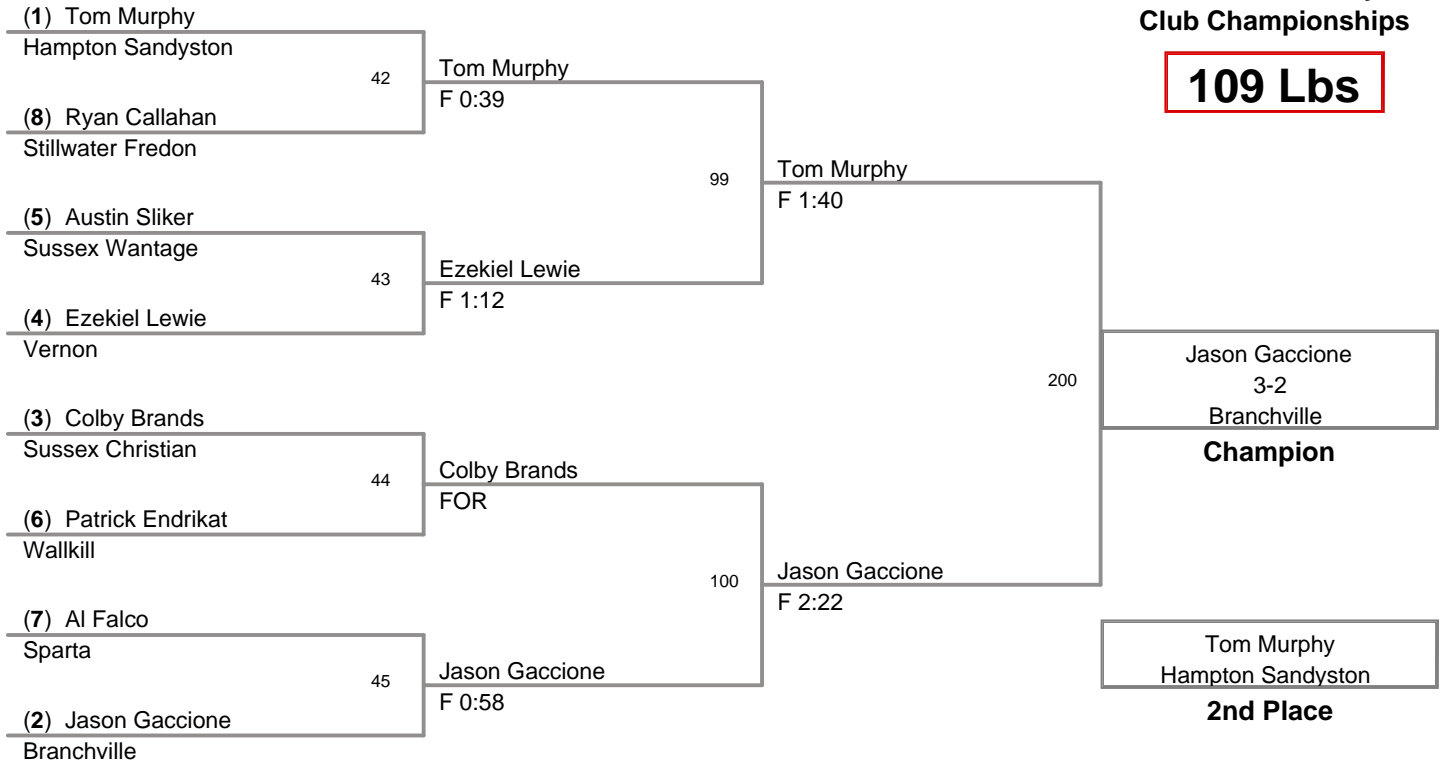 Club Championships
109 Lbs
(1) Tom Murphy
Hampton Sandyston
42
(8) Ryan Callahan
Stillwater Fredon
Tom Murphy
F 0:39
(5) Austin Sliker
Sussex Wantage
43
(4) Ezekiel Lewie
Vernon
Ezekiel Lewie
F 1:12
99
Tom Murphy
F 1:40
(3) Colby Brands
Sussex Christian
44
(6) Patrick Endrikat
Wallkill
Colby Brands
FOR
(7) Al Falco
Sparta
45
(2) Jason Gaccione
Branchville
Jason Gaccione
F 0:58
100
Jason Gaccione
F 2:22
200
Jason Gaccione
3-2
Branchville
Champion
Tom Murphy
Hampton Sandyston
2nd Place